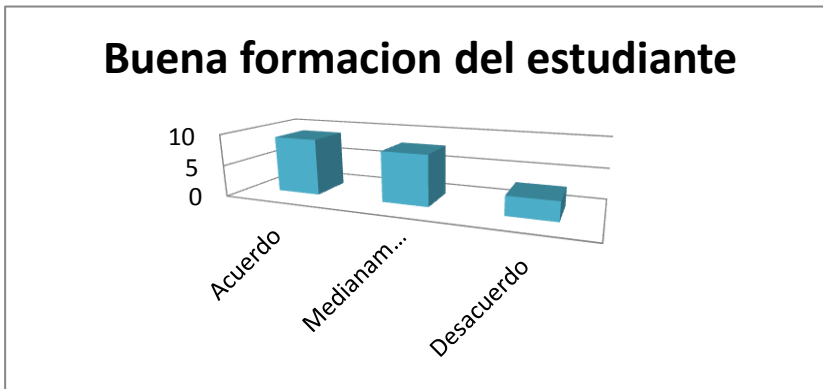 Buena formacion del estudiante
10
5
0
Acuerdo
Medianam...
Desacuerdo